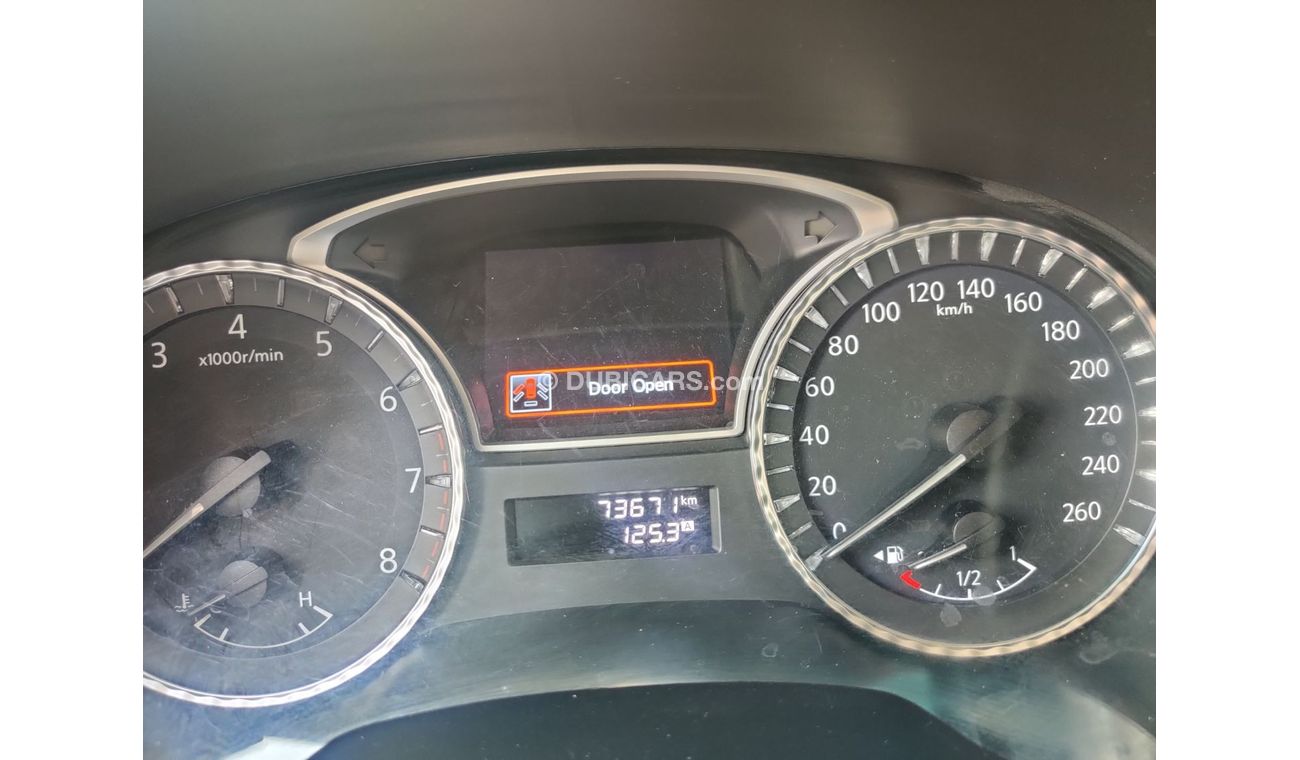 3 4 5 6 7 8
x1000r/min
H
© DUBICARS.com
Door Open
73671 km
125.3 A
0 20 40 60 80 100 120 140 160 180 200 220 240 260
km/h
1/2 1